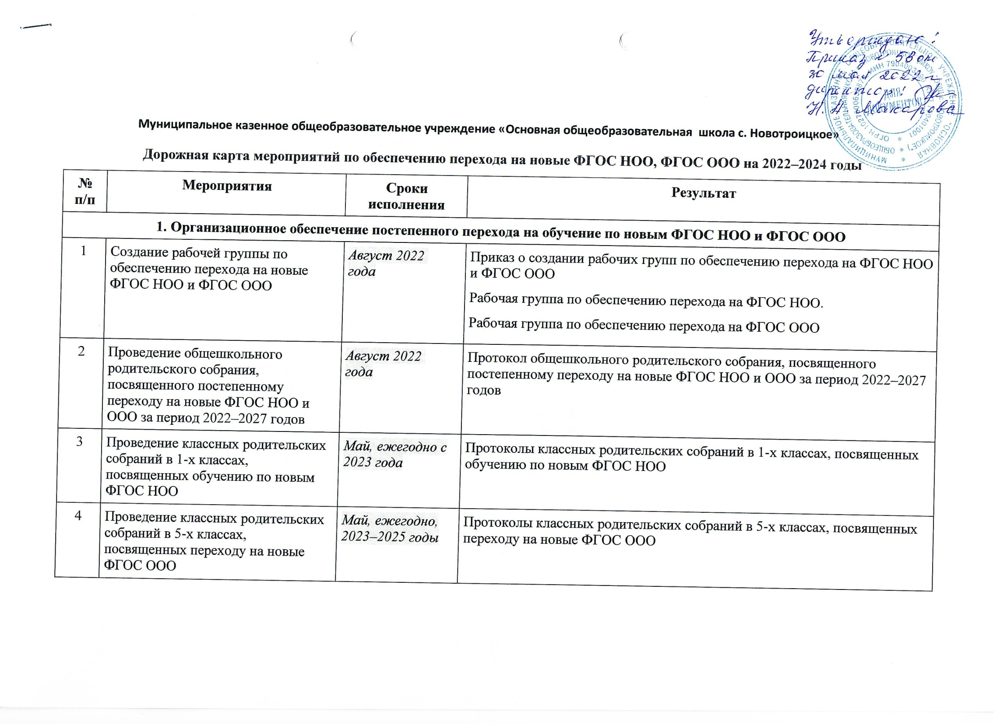 Утверждаю!
Приказ № 53 от
30 мая 2022 г
директор:
Н.Н. Макарова
ДЛЯ
ДОКУМЕНТОВ
Муниципальное казенное общеобразовательное учреждение «Основная общеобразовательная школа с. Новотроицкое»
Дорожная карта мероприятий по обеспечению перехода на новые ФГОС НОО, ФГОС ООО на 2022–2024 годы
№
п/п
Мероприятия
Сроки
исполнения
Результат
1. Организационное обеспечение постепенного перехода на обучение по новым ФГОС НОО и ФГОС ООО
1
Создание рабочей группы по
обеспечению перехода на новые
ФГОС НОО и ФГОС ООО
Август 2022
года
Приказ о создании рабочих групп по обеспечению перехода на ФГОС НОО
и ФГОС ООО
Рабочая группа по обеспечению перехода на ФГОС НОО.
Рабочая группа по обеспечению перехода на ФГОС ООО
2
Проведение общешкольного
родительского собрания,
посвященного постепенному
переходу на новые ФГОС НОО и
ООО за период 2022–2027 годов
Август 2022
года
Протокол общешкольного родительского собрания, посвященного
постепенному переходу на новые ФГОС НОО и ООО за период 2022–2027
годов
3
Проведение классных родительских
собраний в 1-х классах,
посвященных обучению по новым
ФГОС НОО
Май, ежегодно с
2023 года
Протоколы классных родительских собраний в 1-х классах, посвященных
обучению по новым ФГОС НОО
4
Проведение классных родительских
собраний в 5-х классах,
посвященных переходу на новые
ФГОС ООО
Май, ежегодно,
2023–2025 годы
Протоколы классных родительских собраний в 5-х классах, посвященных
переходу на новые ФГОС ООО